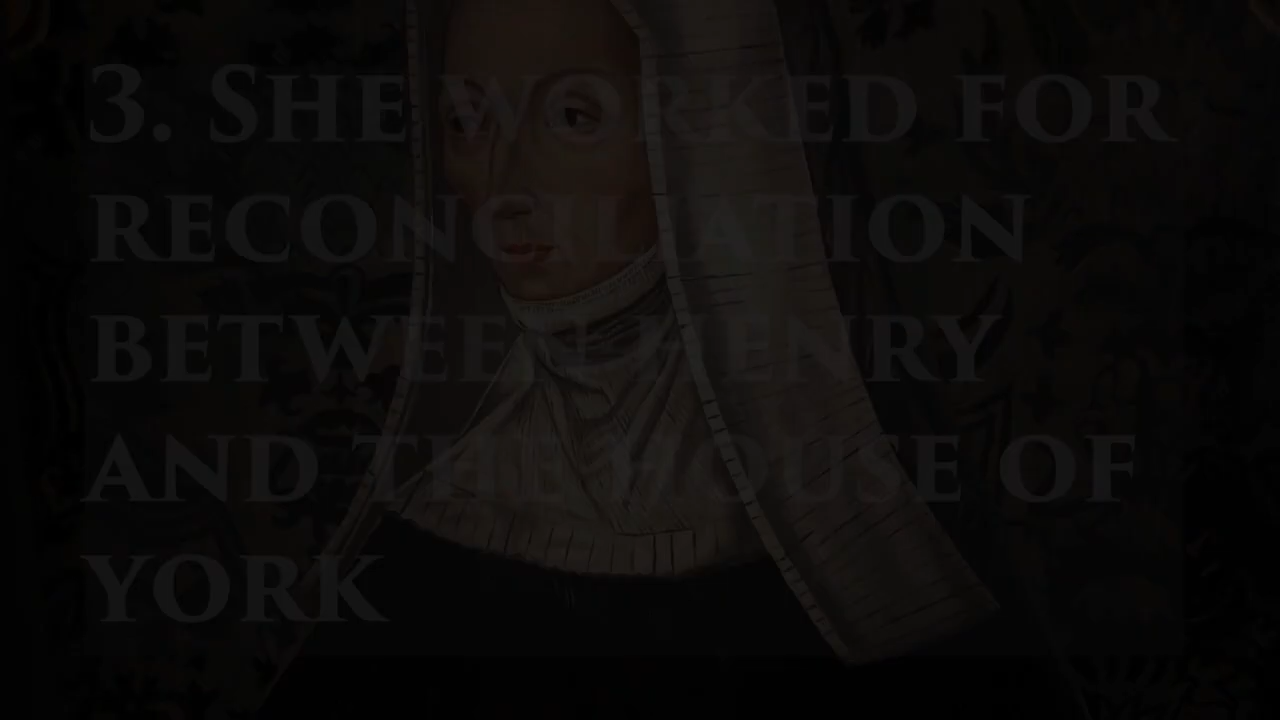 3. SHE WORKED FOR
RECONCILIATION
BETWEEN HENRY
AND THE HOUSE OF
YORK